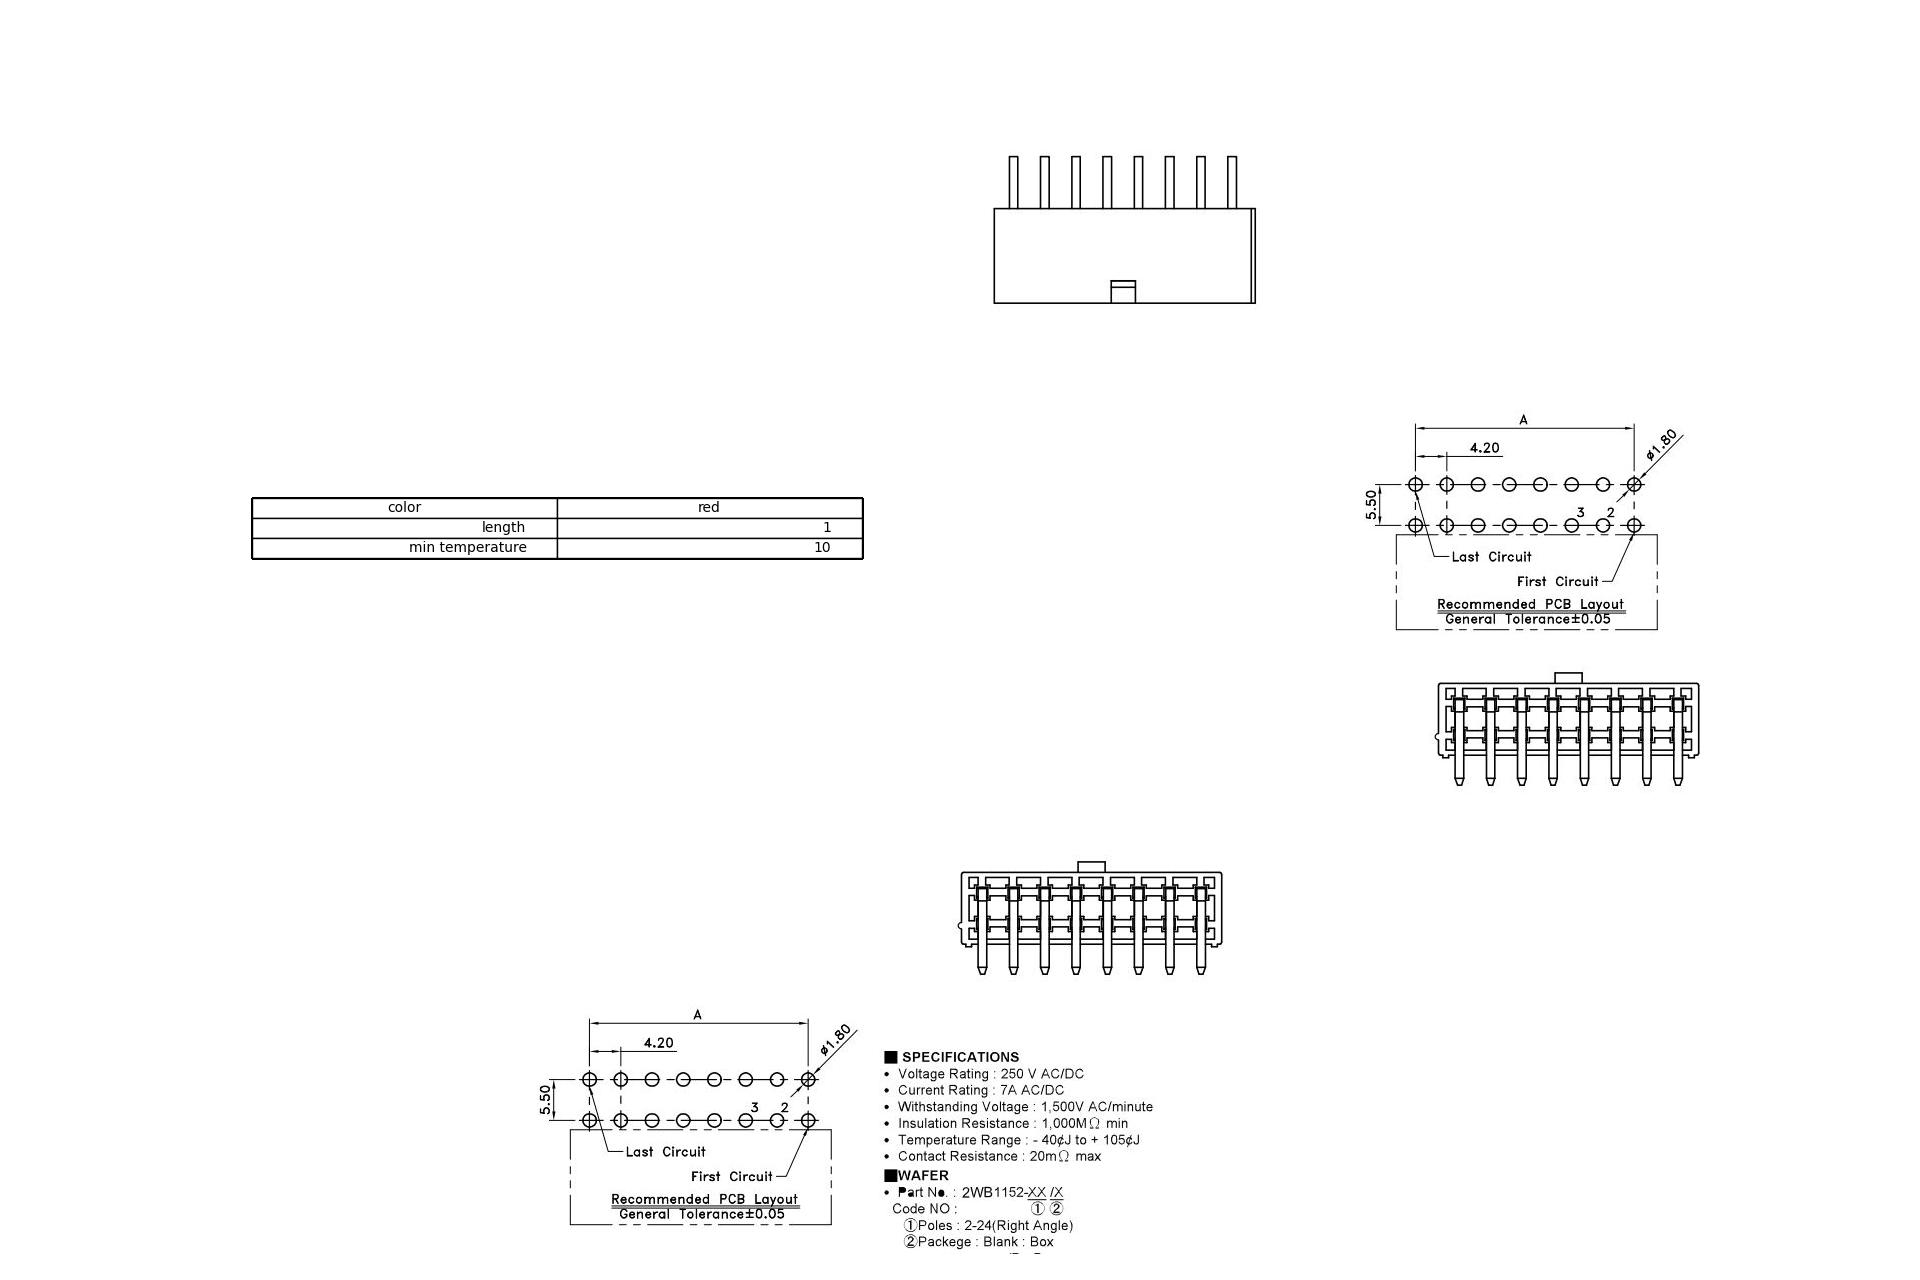 A
4.20
ø1.80
5.50
3 2
Last Circuit
First Circuit
Recommended PCB Layout
General Tolerance±0.05
color red
length 1
min temperature 10
A
4.20
ø1.80
5.50
3 2
Last Circuit
First Circuit
Recommended PCB Layout
General Tolerance±0.05
■ SPECIFICATIONS
• Voltage Rating : 250 V AC/DC
• Current Rating : 7A AC/DC
• Withstanding Voltage : 1,500V AC/minute
• Insulation Resistance : 1,000MΩ min
• Temperature Range : - 40¢J to + 105¢J
• Contact Resistance : 20mΩ max
■WAFER
• Part No. : 2WB1152-XX /X
Code NO : ① ②
①Poles : 2-24(Right Angle)
②Packege : Blank : Box